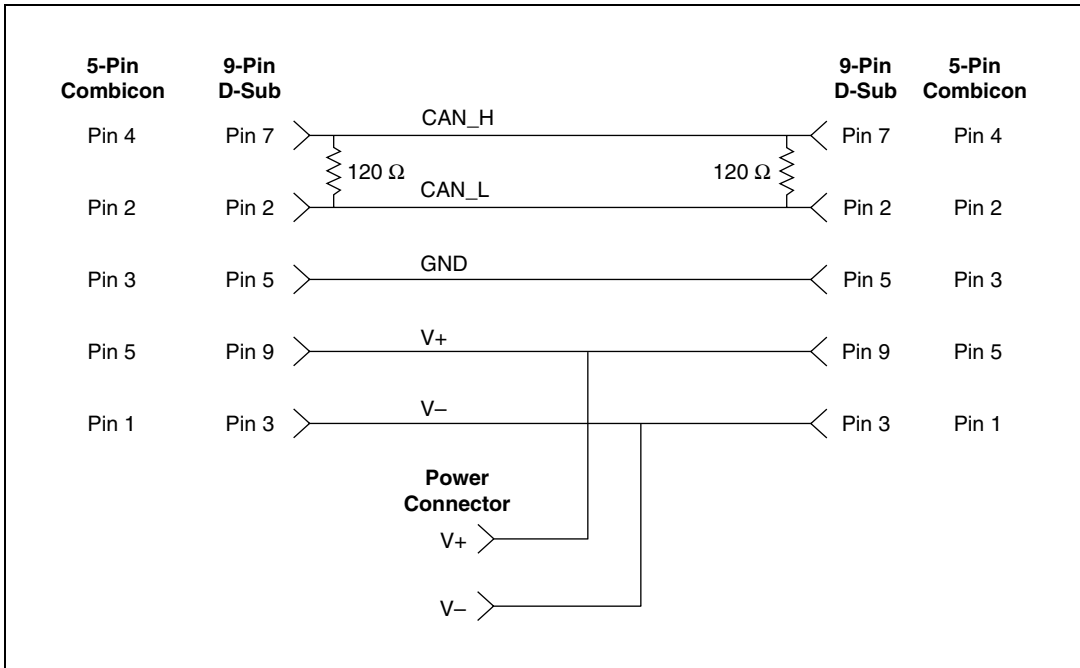 5-Pin Combicon 9-Pin D-Sub 9-Pin D-Sub 5-Pin Combicon
Pin 4 Pin 7 CAN_H Pin 7 Pin 4
120 Ω 120 Ω
Pin 2 Pin 2 CAN_L Pin 2 Pin 2
Pin 3 Pin 5 GND Pin 5 Pin 3
Pin 5 Pin 9 V+ Pin 9 Pin 5
Pin 1 Pin 3 V– Pin 3 Pin 1
Power
Connector
V+
V–